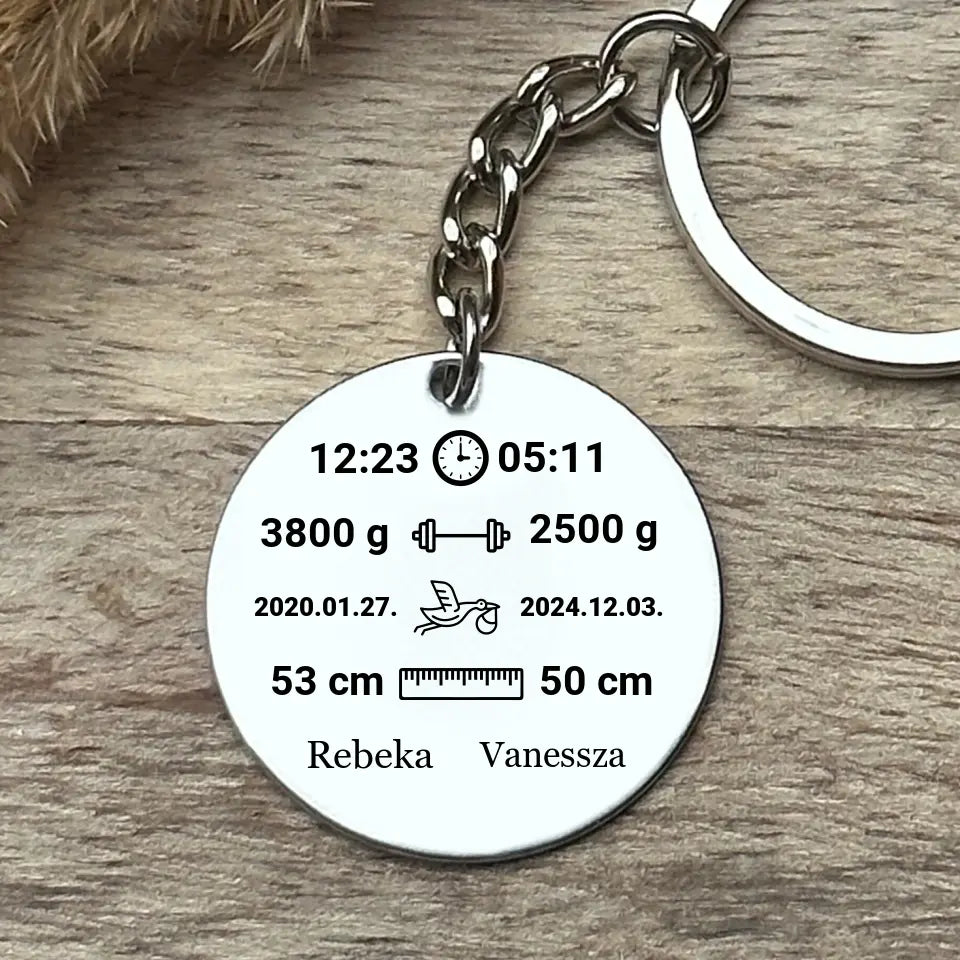 12:23 05:11
3800 g 2500 g
2020.01.27. 2024.12.03.
53 cm 50 cm
Rebeka Vanessza